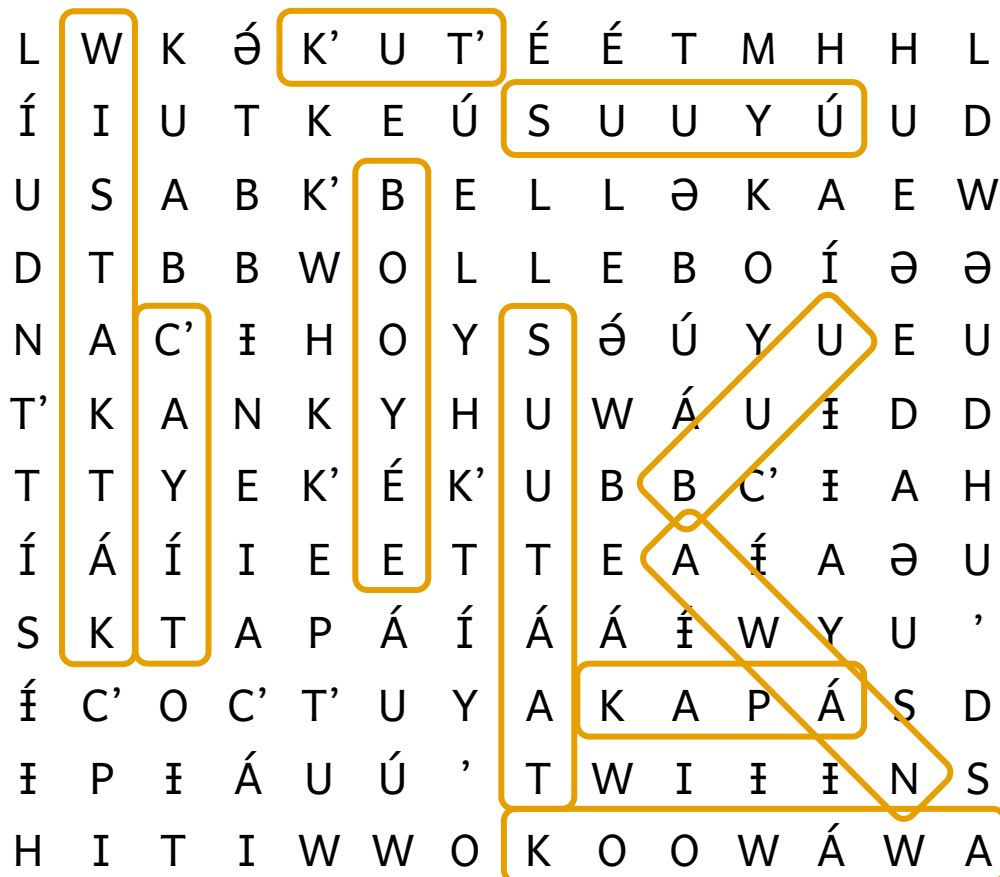 L W K Ə́ K’ U T’ É É T M H H L
Í I U T K E Ú S U U Y Ú U D
U S A B K’ B E L L Ə K A E W
D T B B W O L L E B O Í Ə Ə
N A C’ Ɨ H O Y S Ə́ Ú Y U E U
T’ K A N K Y H U W Á U Ɨ D D
T T Y E K’ É K’ U B B C’ Ɨ A H
Í Á Í I E E T T E A Ɨ́ A Ə U
S K T A P Á Í Á Á Ɨ́ W Y U ’
Ɨ́ C’ O C’ T’ U Y A K A P Á S D
Ɨ P Ɨ Á U Ú ’ T W I Ɨ Ɨ N S
H I T I W W O K O O W Á W A